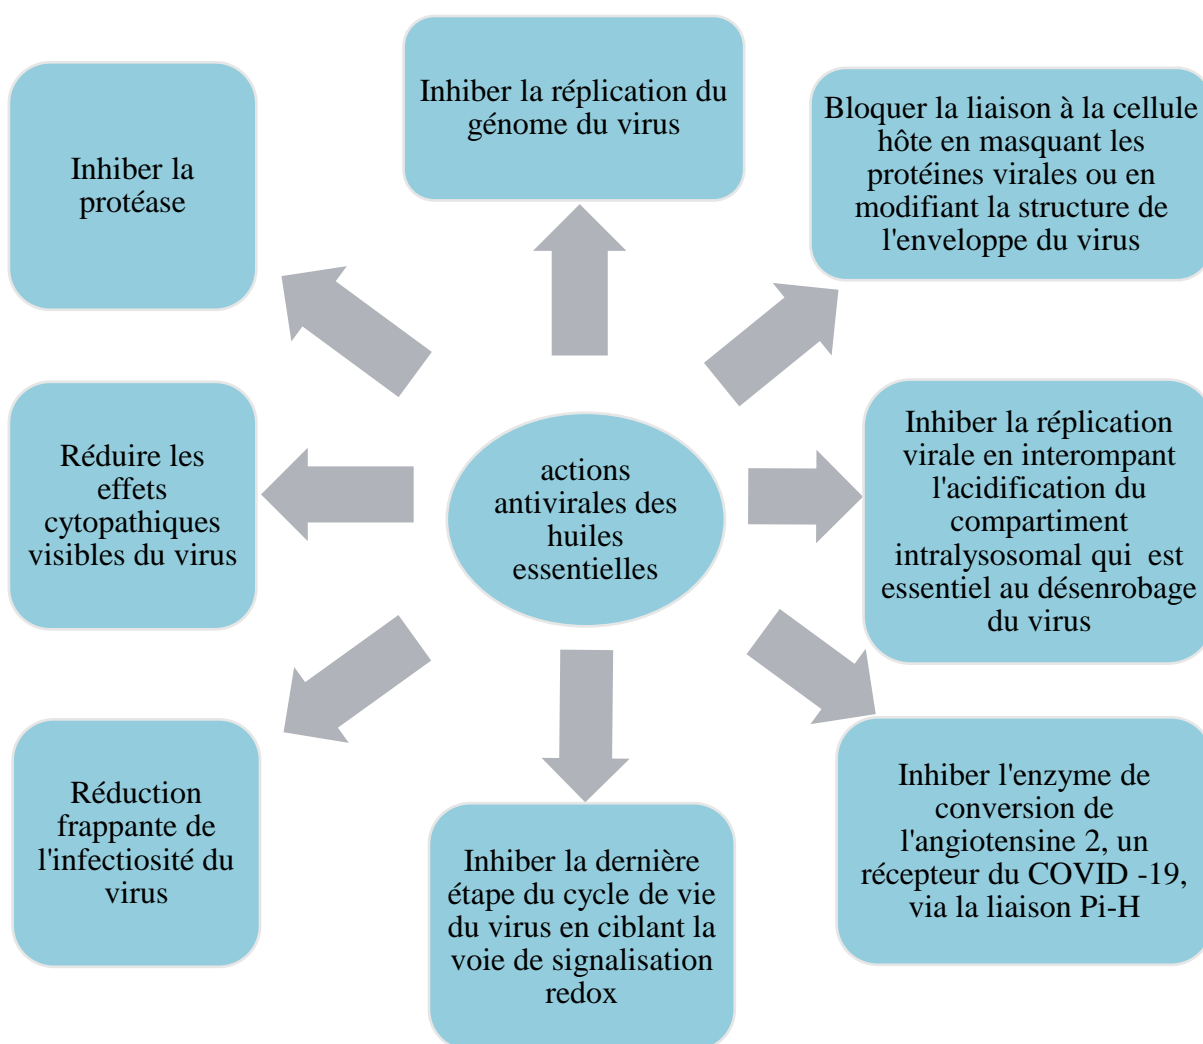 Inhiber la réplication du
génome du virus
Bloquer la liaison à la cellule
hôte en masquant les
protéines virales ou en
modifiant la structure de
l'enveloppe du virus
Inhiber la réplication
virale en interompant
l'acidification du
compartiment
intralysosomal qui  est
essentiel au désenrobage
du virus
Inhiber l'enzyme de
conversion de
l'angiotensine 2, un
récepteur du COVID -19,
via la liaison Pi-H
Inhiber la dernière
étape du cycle de vie
du virus en ciblant la
voie de signalisation
redox
Réduction
frappante de
l'infectiosité du
virus
Réduire les
effets
cytopathiques
visibles du virus
Inhiber la
protéase
actions
antivirales des
huiles
essentielles